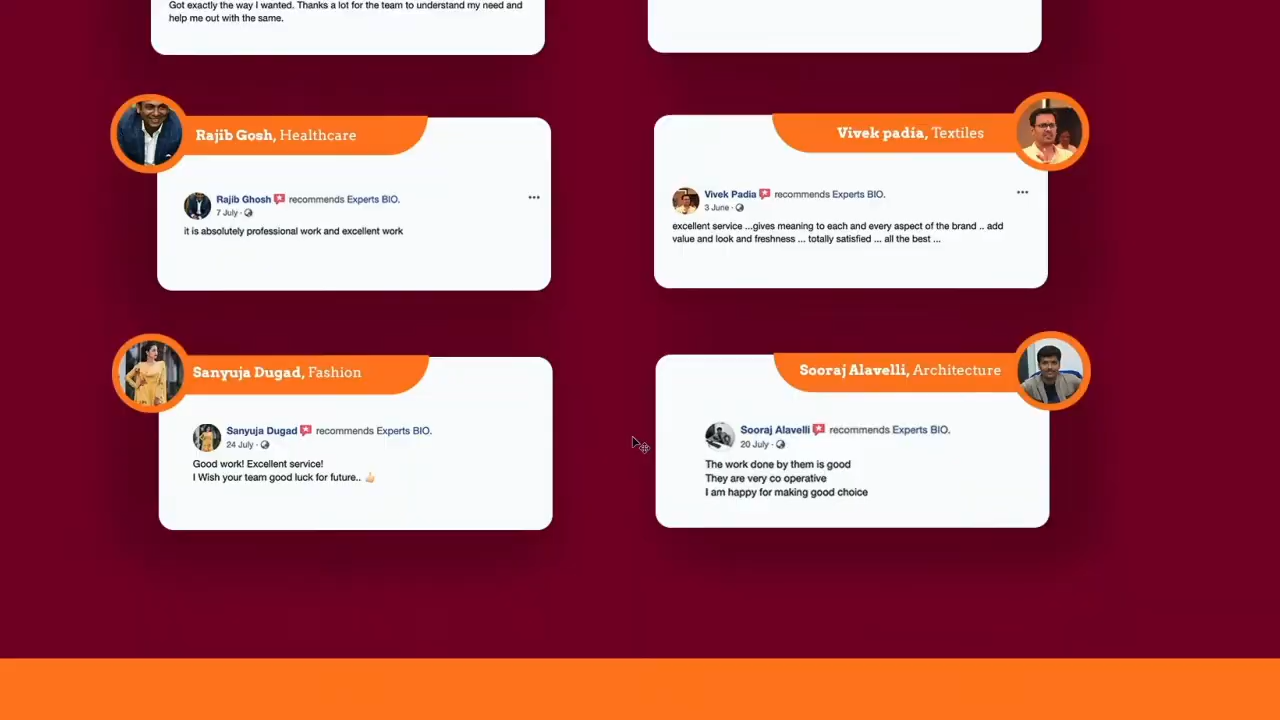 Got exactly the way I wanted. Thanks a lot for the team to understand my need and
help me out with the same.
Rajib Gosh, Healthcare
Rajib Ghosh recommends Experts BIO.
7 July ·
it is absolutely professional work and excellent work
Vivek padia, Textiles
Vivek Padia recommends Experts BIO.
3 June ·
excellent service ...gives meaning to each and every aspect of the brand .. add
value and look and freshness ... totally satisfied ... all the best ...
Sanyuja Dugad, Fashion
Sanyuja Dugad recommends Experts BIO.
24 July ·
Good work! Excellent service!
I Wish your team good luck for future.. 👍
Sooraj Alavelli, Architecture
Sooraj Alavelli recommends Experts BIO.
20 July ·
The work done by them is good
They are very co operative
I am happy for making good choice